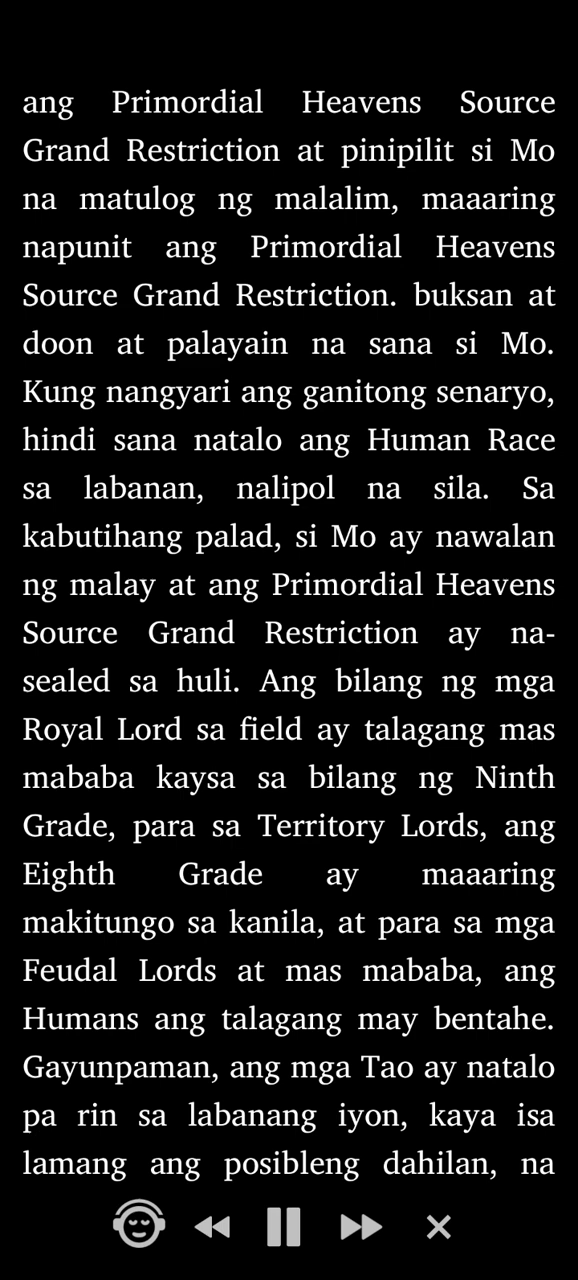 ang Primordial Heavens Source
Grand Restriction at pinipilit si Mo
na matulog ng malalim, maaaring
napunit ang Primordial Heavens
Source Grand Restriction. buksan at
doon at palayain na sana si Mo.
Kung nangyari ang ganitong senaryo,
hindi sana natalo ang Human Race
sa labanan, nalipol na sila. Sa
kabutihang palad, si Mo ay nawalan
ng malay at ang Primordial Heavens
Source Grand Restriction ay na-
sealed sa huli. Ang bilang ng mga
Royal Lord sa field ay talagang mas
mababa kaysa sa bilang ng Ninth
Grade, para sa Territory Lords, ang
Eighth Grade ay maaaring
makitungo sa kanila, at para sa mga
Feudal Lords at mas mababa, ang
Humans ang talagang may bentahe.
Gayunpaman, ang mga Tao ay natalo
pa rin sa labanang iyon, kaya isa
lamang ang posibleng dahilan, na